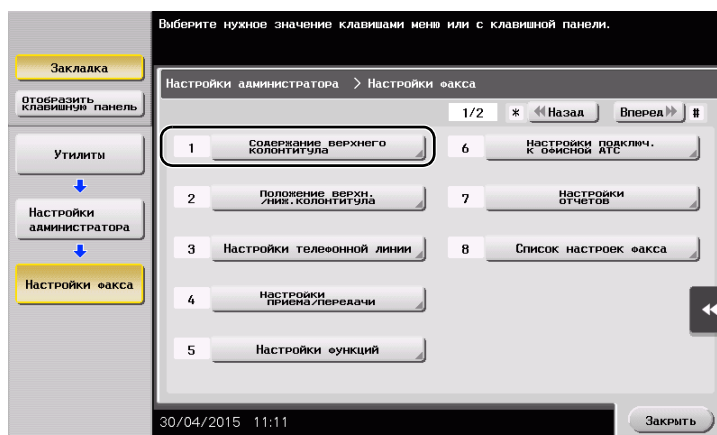 Выберите нужное значение клавишами меню или с клавишной панели.
Закладка
Отобразить
клавишную панель
Утилиты
Настройки
администратора
Настройки факса
Настройки администратора > Настройки факса
1/2 * Назад Вперед #
1 Содержание верхнего
колонтитула
2 Положение верхн.
/ниж.колонтитула
3 Настройки телефонной линии
4 Настройки
приема/передачи
5 Настройки функций
6 Настройки подключ.
к офисной АТС
7 Настройки
отчетов
8 Список настроек факса
30/04/2015 11:11
Закрыть